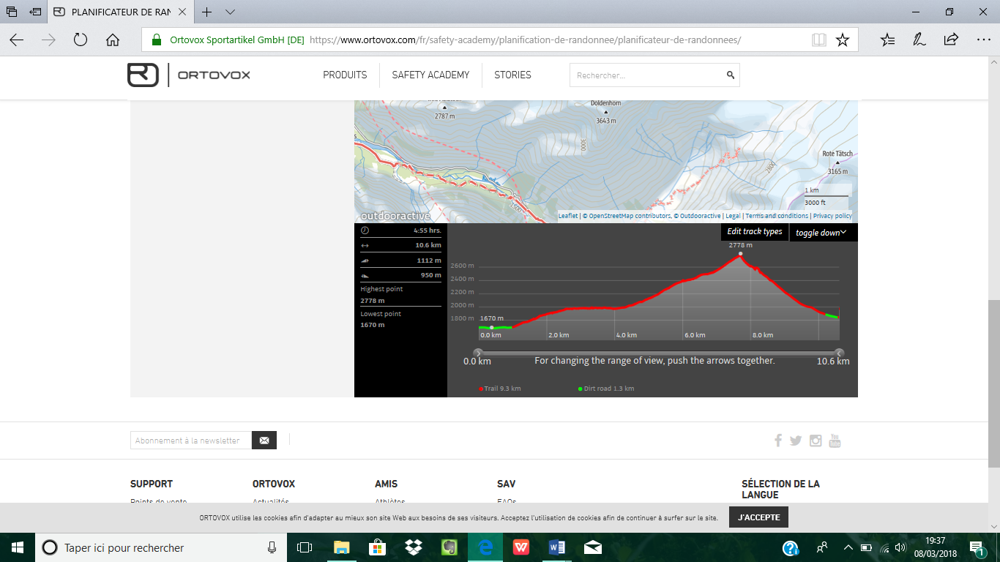 PLANIFICATEUR DE RAN
Ortovox Sportartikel GmbH [DE] https://www.ortovox.com/fr/safety-academy/planification-de-randonnee/planificateur-de-randonnees/
ORTOVOX
PRODUITS
SAFETY ACADEMY
STORIES
Rechercher...
2787 m
Doldenhorn
3643 m
3000
2800
Rote Tätsch
3165 m
1500
1 km
3000 ft
outdooractive
Leaflet | © OpenStreetMap contributors, © Outdooractive | Legal | Terms and conditions | Privacy policy
4:55 hrs.
10.6 km
1112 m
950 m
Highest point
2778 m
Lowest point
1670 m
Edit track types
toggle down
2778 m
2600 m
2400 m
2200 m
2000 m
1800 m
1670 m
0.0 km 2.0 km 4.0 km 6.0 km 8.0 km
0.0 km For changing the range of view, push the arrows together. 10.6 km
Trail 9.3 km Dirt road 1.3 km
Abonnement à la newsletter
You Tube
SUPPORT
ORTOVOX
AMIS
SAV
SÉLECTION DE LA
LANGUE
Points de vente
Actualités
Athlètes
FAQs
ORTOVOX utilise les cookies afin d'adapter au mieux son site Web aux besoins de ses visiteurs. Acceptez l'utilisation de cookies afin de continuer à surfer sur le site.
J'ACCEPTE
Taper ici pour rechercher
19:37
08/03/2018
1